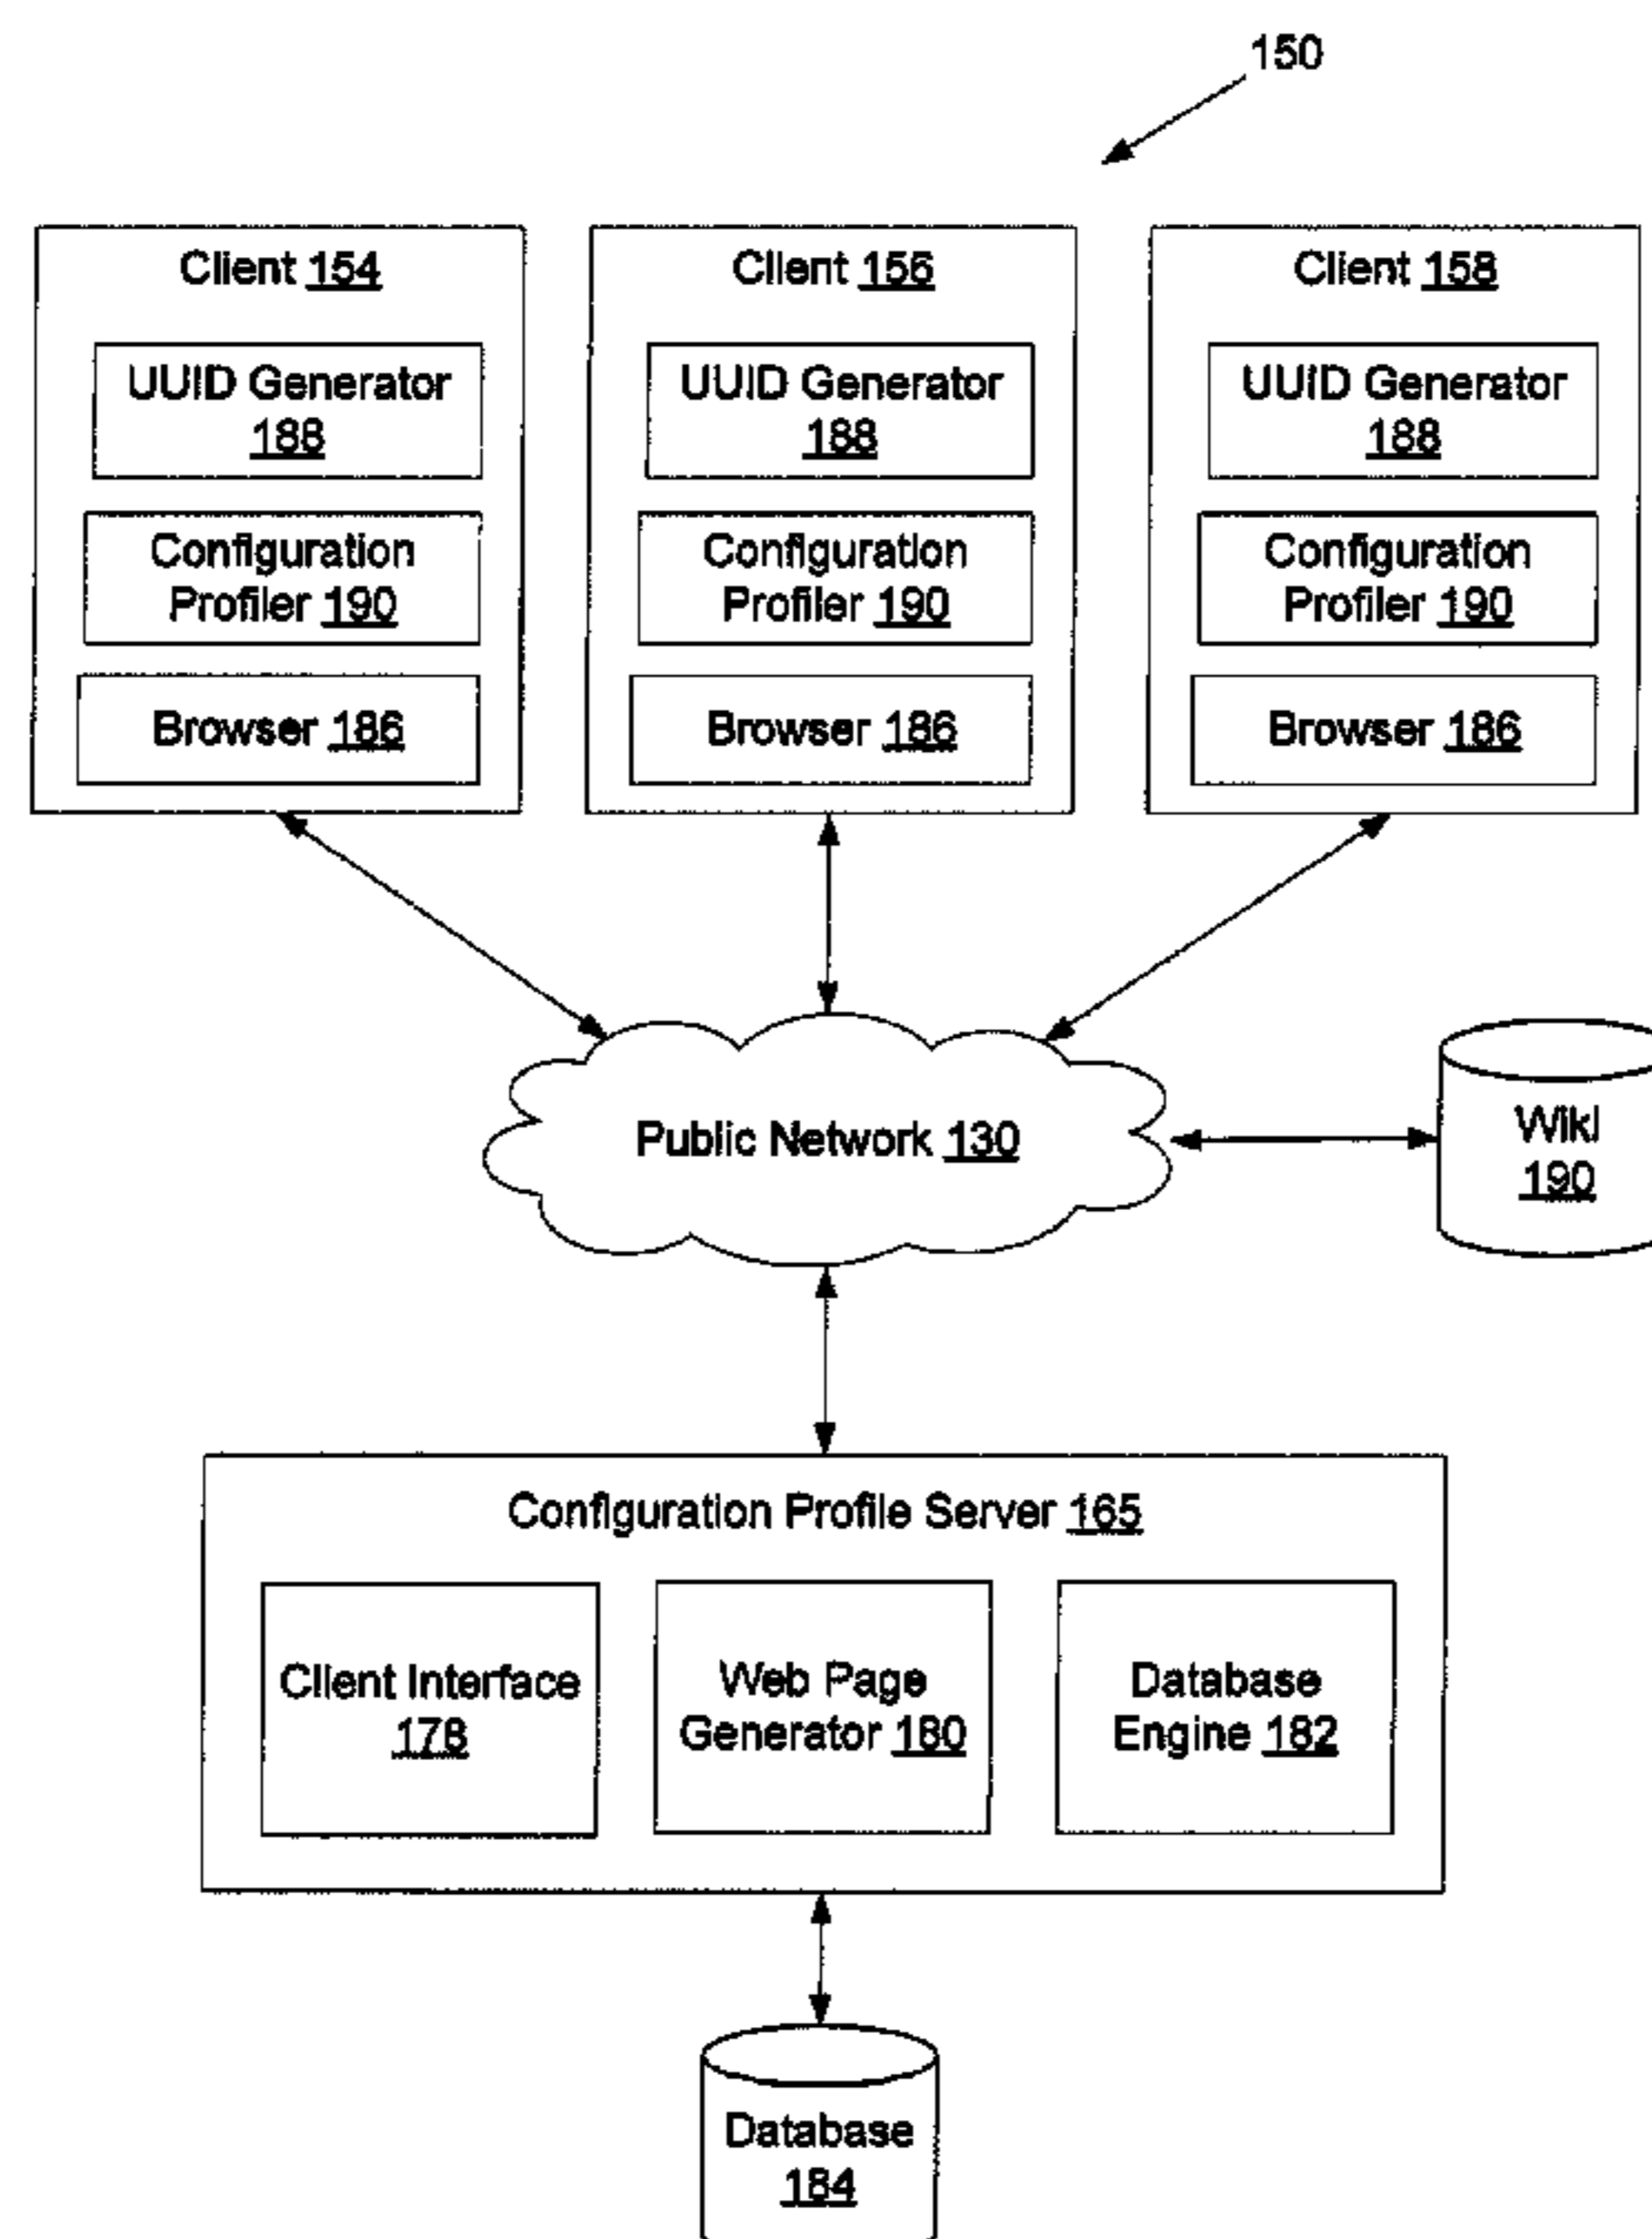 150
Client 154
UUID Generator
188
Configuration
Profiler 190
Browser 186
Client 156
UUID Generator
188
Configuration
Profiler 190
Browser 186
Client 158
UUID Generator
188
Configuration
Profiler 190
Browser 186
Public Network 130
Wiki
190
Configuration Profile Server 165
Client Interface
178
Web Page
Generator 180
Database
Engine 182
Database
184